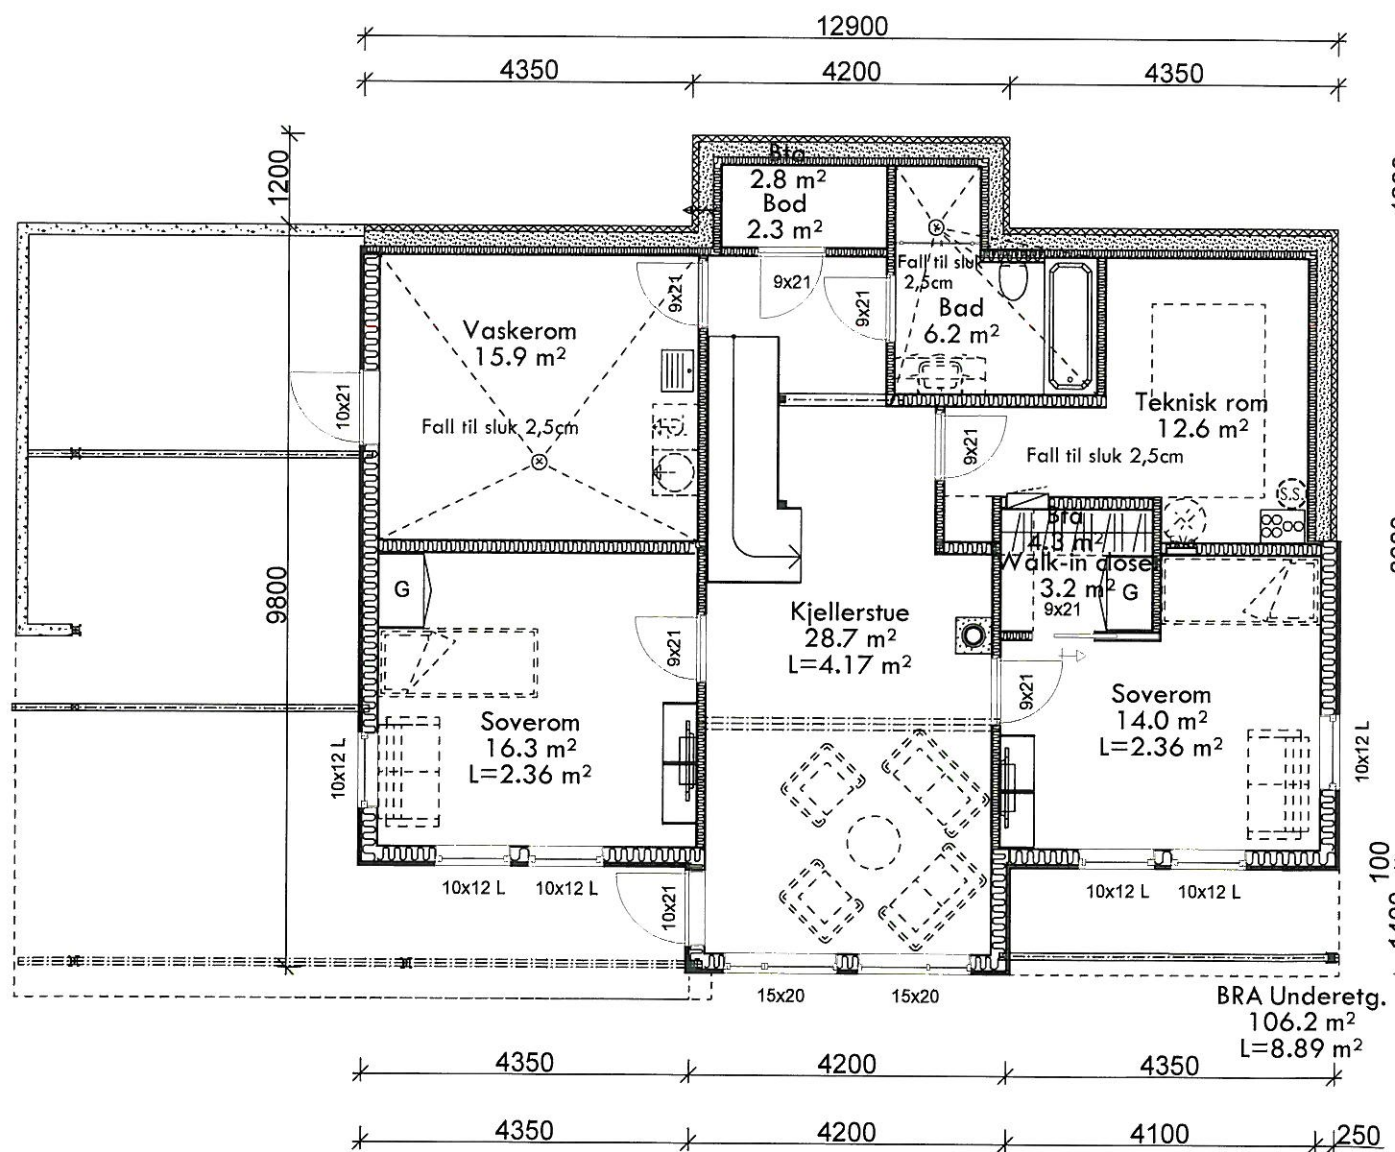 12900
4350
4200
4350
1200
9800
Bta
2.8 m²
Bod
2.3 m²
9x21
9x21
9x21
Fall til sluk
2,5cm
Bad
6.2 m²
Vaskerom
15.9 m²
Fall til sluk 2,5cm
10x21
Teknisk rom
12.6 m²
Fall til sluk 2,5cm
9x21
S.S.
Bta
4.3 m²
Walk-in closet
3.2 m²
9x21
G
G
Kjellerstue
28.7 m²
L=4.17 m²
9x21
9x21
Soverom
16.3 m²
L=2.36 m²
Soverom
14.0 m²
L=2.36 m²
10x12 L
10x12 L
10x12 L
10x12 L
10x12 L
10x12 L
10x21
100
15x20
15x20
BRA Underetg.
106.2 m²
L=8.89 m²
4350
4200
4350
4350
4200
4100
250